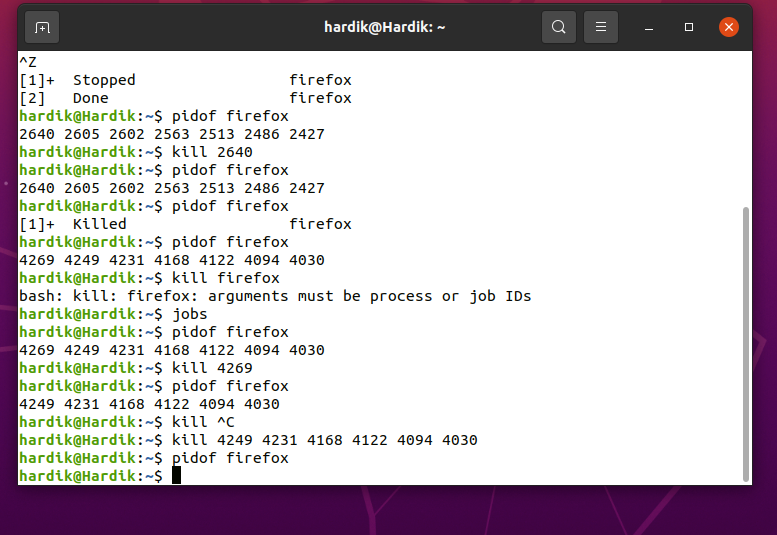 hardik@Hardik: ~
^Z
[1]+  Stopped                 firefox
[2]   Done                    firefox
hardik@Hardik:~$ pidof firefox
2640 2605 2602 2563 2513 2486 2427
hardik@Hardik:~$ kill 2640
hardik@Hardik:~$ pidof firefox
2640 2605 2602 2563 2513 2486 2427
hardik@Hardik:~$ pidof firefox
[1]+  Killed                  firefox
hardik@Hardik:~$ pidof firefox
4269 4249 4231 4168 4122 4094 4030
hardik@Hardik:~$ kill firefox
bash: kill: firefox: arguments must be process or job IDs
hardik@Hardik:~$ jobs
hardik@Hardik:~$ pidof firefox
4269 4249 4231 4168 4122 4094 4030
hardik@Hardik:~$ kill 4269
hardik@Hardik:~$ pidof firefox
4249 4231 4168 4122 4094 4030
hardik@Hardik:~$ kill ^C
hardik@Hardik:~$ kill 4249 4231 4168 4122 4094 4030
hardik@Hardik:~$ pidof firefox
hardik@Hardik:~$